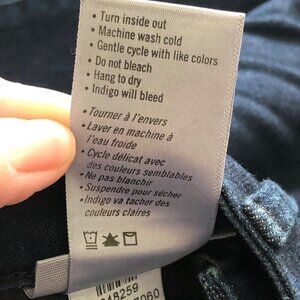 • Turn inside out
• Machine wash cold
• Gentle cycle with like colors
• Do not bleach
• Hang to dry
• Indigo will bleed
• Tourner à l'envers
• Laver en machine à
l'eau froide
• Cycle délicat avec
des couleurs semblables
• Ne pas blanchir
• Suspendre pour sécher
• Indigo va tacher des
couleurs claires
48259
7060